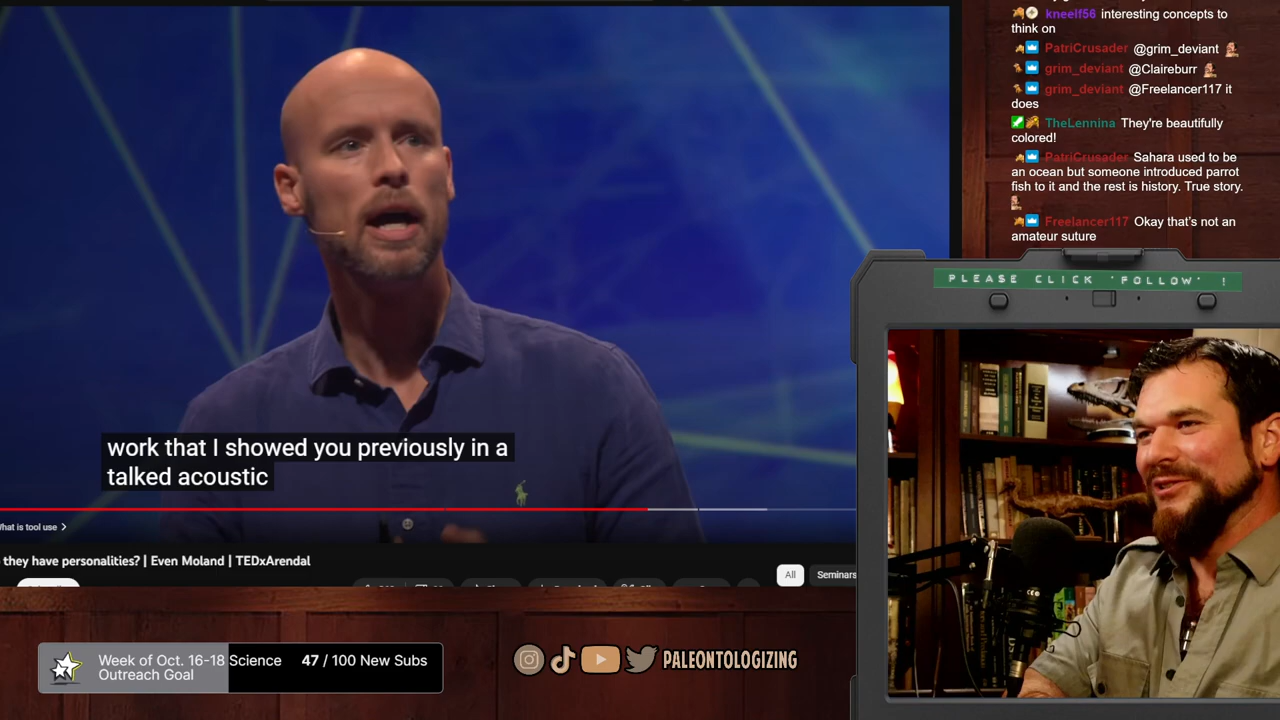 kneelf56 interesting concepts to
think on
PatriCrusader @grim_deviant
grim_deviant @Claireburr
grim_deviant @Freelancer117 it
does
TheLennina They're beautifully
colored!
PatriCrusader Sahara used to be
an ocean but someone introduced parrot
fish to it and the rest is history. True story.
Freelancer117 Okay that's not an
amateur suture
PLEASE CLICK 'FOLLOW' !
work that I showed you previously in a
talked acoustic
hat is tool use >
they have personalities? | Even Moland | TEDxArendal
All
Seminars
Week of Oct. 16-18 Science
Outreach Goal
47 / 100 New Subs
PALEONTOLOGIZING